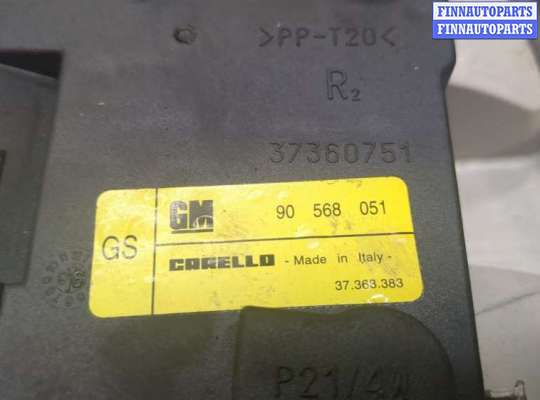 FINNAUTOPARTS
FINNAUTOPARTS
>PP-T20<
R2
37360751
GM 90 568 051
GS
CARELLO - Made in Italy -
37.363.383
P21/4W